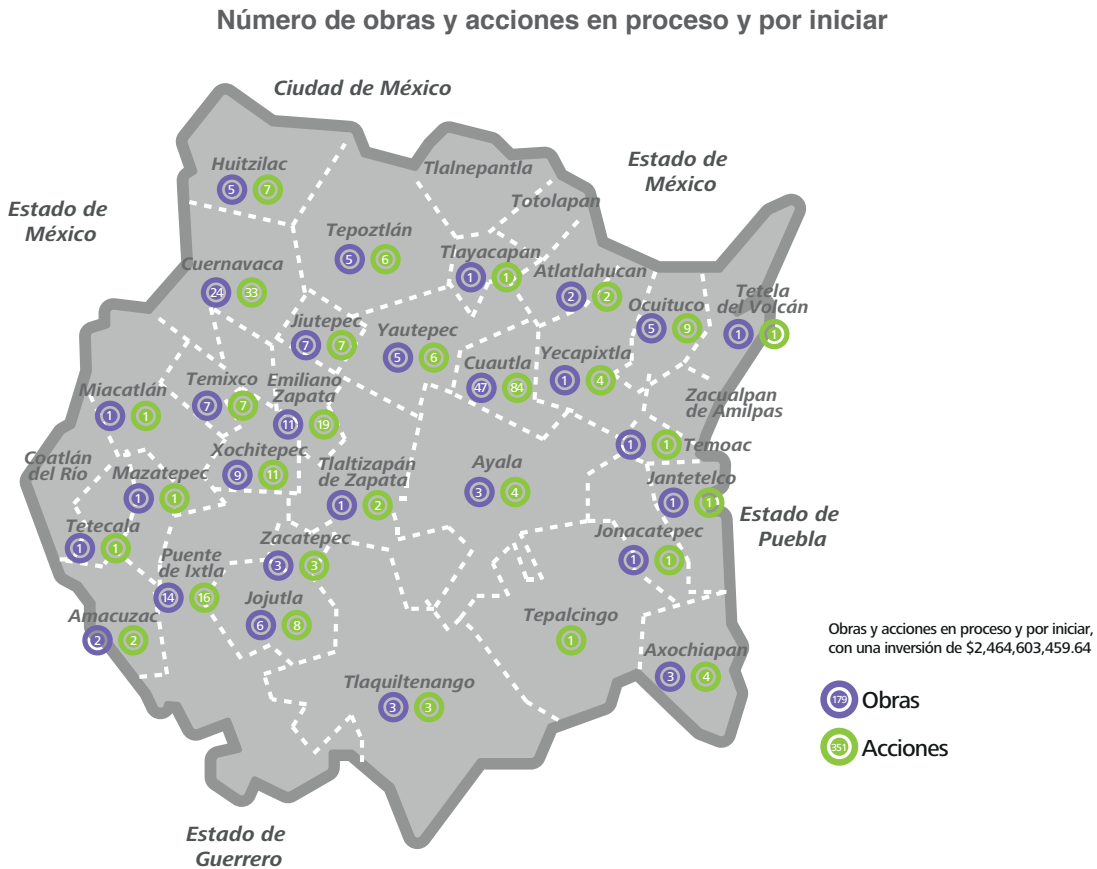 Número de obras y acciones en proceso y por iniciar
Ciudad de México
Estado de
México
Estado de
México
Huitzilac
5 7
Tlalnepantla
Totolapan
Tepoztlán
5 6
Tlayacapan
1 1
Atlatlahucan
2 2
Cuernavaca
24 33
Ocuituco
5 9
Tetela
del Volcán
1 1
Jiutepec
7 7
Yautepec
5 6
Cuautla
47 84
Yecapixtla
1 4
Miacatlán
1 1
Temixco
7 7
Emiliano
Zapata
11 19
Zacualpan
de Amilpas
1 1 Temoac
Coatlán
del Río
Mazatepec
1 1
Xochitepec
9 11
Tlaltizapán
de Zapata
1 2
Ayala
3 4
Jantetelco
1 1
Estado de
Puebla
Tetecala
1 1
Puente
de Ixtla
14 16
Zacatepec
3 3
Jonacatepec
1 1
Amacuzac
2 2
Jojutla
6 8
Tepalcingo
1
Axochiapan
3 4
Tlaquiltenango
3 3
Estado de
Guerrero
Obras y acciones en proceso y por iniciar,
con una inversión de $2,464,603,459.64
179 Obras
351 Acciones